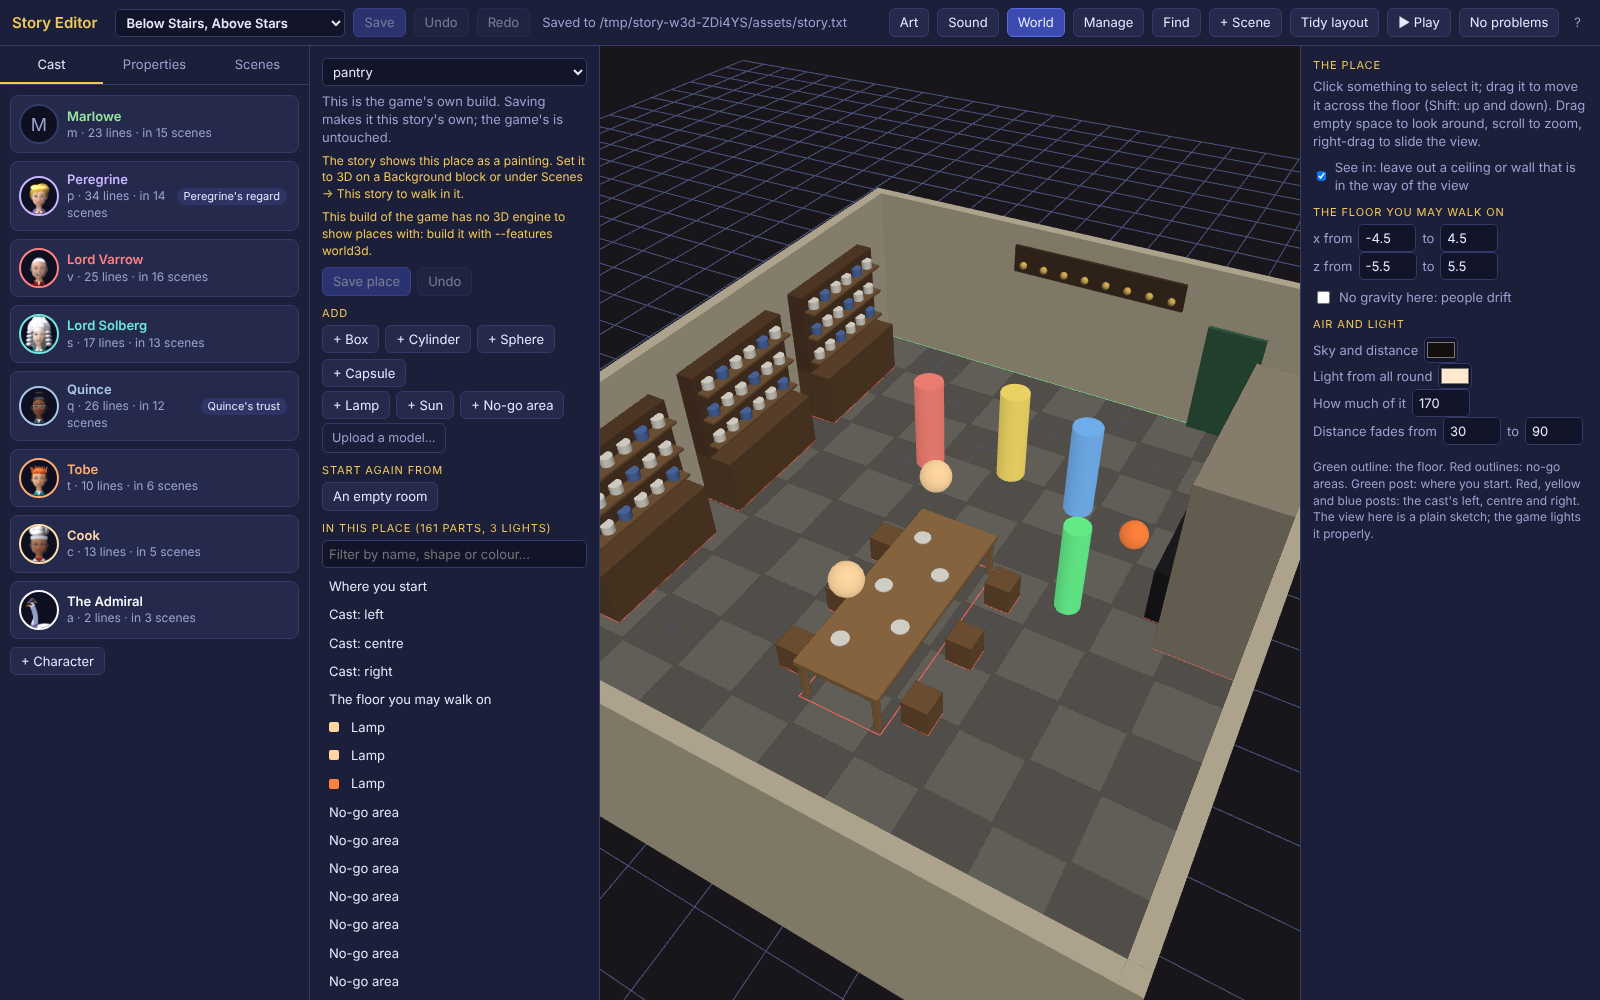 Story Editor
Below Stairs, Above Stars
Save
Undo
Redo
Saved to /tmp/story-w3d-ZDi4YS/assets/story.txt
Art
Sound
World
Manage
Find
+ Scene
Tidy layout
▶ Play
No problems
?
Cast
Properties
Scenes
M
Marlowe
m · 23 lines · in 15 scenes
Peregrine
p · 34 lines · in 14
scenes
Peregrine's regard
Lord Varrow
v · 25 lines · in 16 scenes
Lord Solberg
s · 17 lines · in 13 scenes
Quince
q · 26 lines · in 12
scenes
Quince's trust
Tobe
t · 10 lines · in 6 scenes
Cook
c · 13 lines · in 5 scenes
The Admiral
a · 2 lines · in 3 scenes
+ Character
pantry
This is the game's own build. Saving
makes it this story's own; the game's is
untouched.
The story shows this place as a painting. Set it
to 3D on a Background block or under Scenes
→ This story to walk in it.
This build of the game has no 3D engine to
show places with: build it with --features
world3d.
Save place
Undo
ADD
+ Box
+ Cylinder
+ Sphere
+ Capsule
+ Lamp
+ Sun
+ No-go area
Upload a model...
START AGAIN FROM
An empty room
IN THIS PLACE (161 PARTS, 3 LIGHTS)
Filter by name, shape or colour...
Where you start
Cast: left
Cast: centre
Cast: right
The floor you may walk on
Lamp
Lamp
Lamp
No-go area
No-go area
No-go area
No-go area
No-go area
No-go area
No-go area
THE PLACE
Click something to select it; drag it to move
it across the floor (Shift: up and down). Drag
empty space to look around, scroll to zoom,
right-drag to slide the view.
See in: leave out a ceiling or wall that is
in the way of the view
THE FLOOR YOU MAY WALK ON
x from -4.5 to 4.5
z from -5.5 to 5.5
No gravity here: people drift
AIR AND LIGHT
Sky and distance
Light from all round
How much of it 170
Distance fades from 30 to 90
Green outline: the floor. Red outlines: no-go
areas. Green post: where you start. Red, yellow
and blue posts: the cast's left, centre and right.
The view here is a plain sketch; the game lights
it properly.